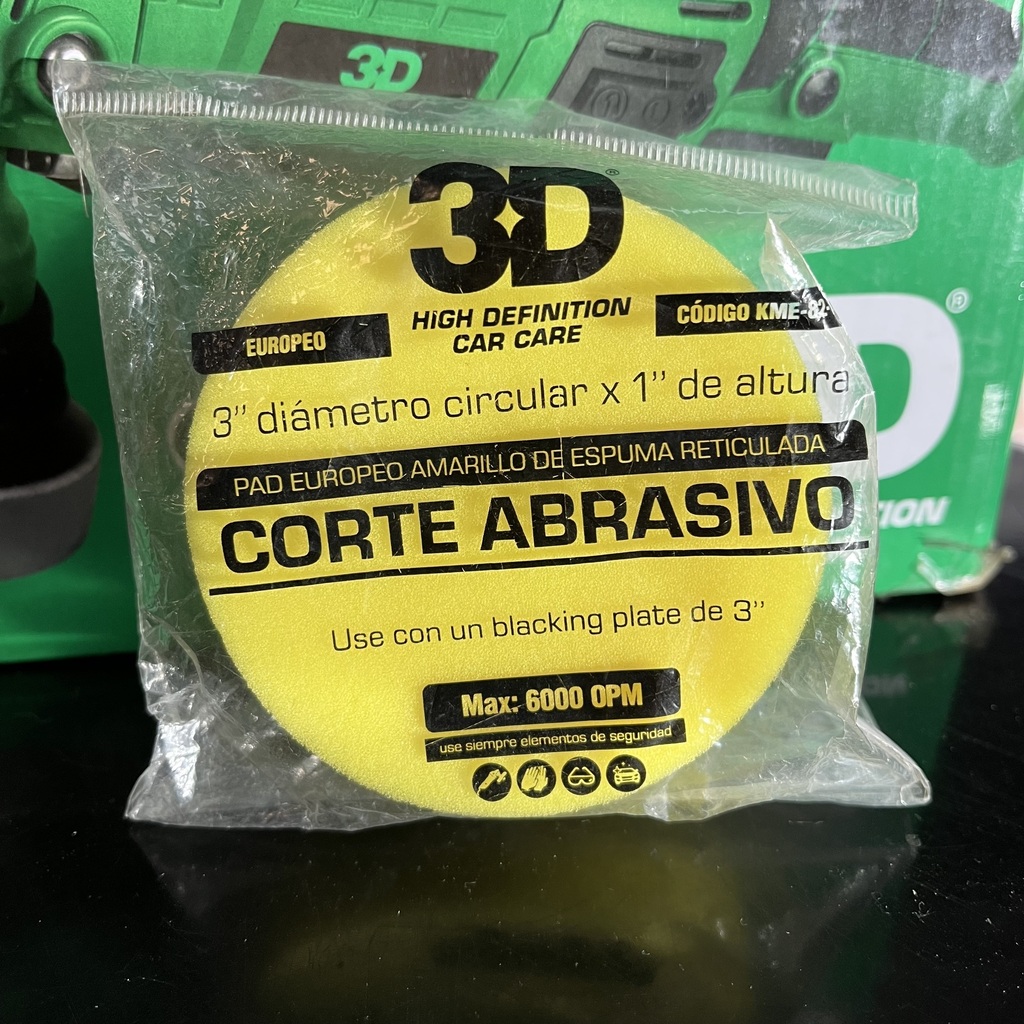 3D
3D®
HIGH DEFINITION
CAR CARE
EUROPEO
CÓDIGO KME-82
3” diámetro circular x 1” de altura
PAD EUROPEO AMARILLO DE ESPUMA RETICULADA
CORTE ABRASIVO
Use con un blacking plate de 3”
Max: 6000 OPM
use siempre elementos de seguridad
D®